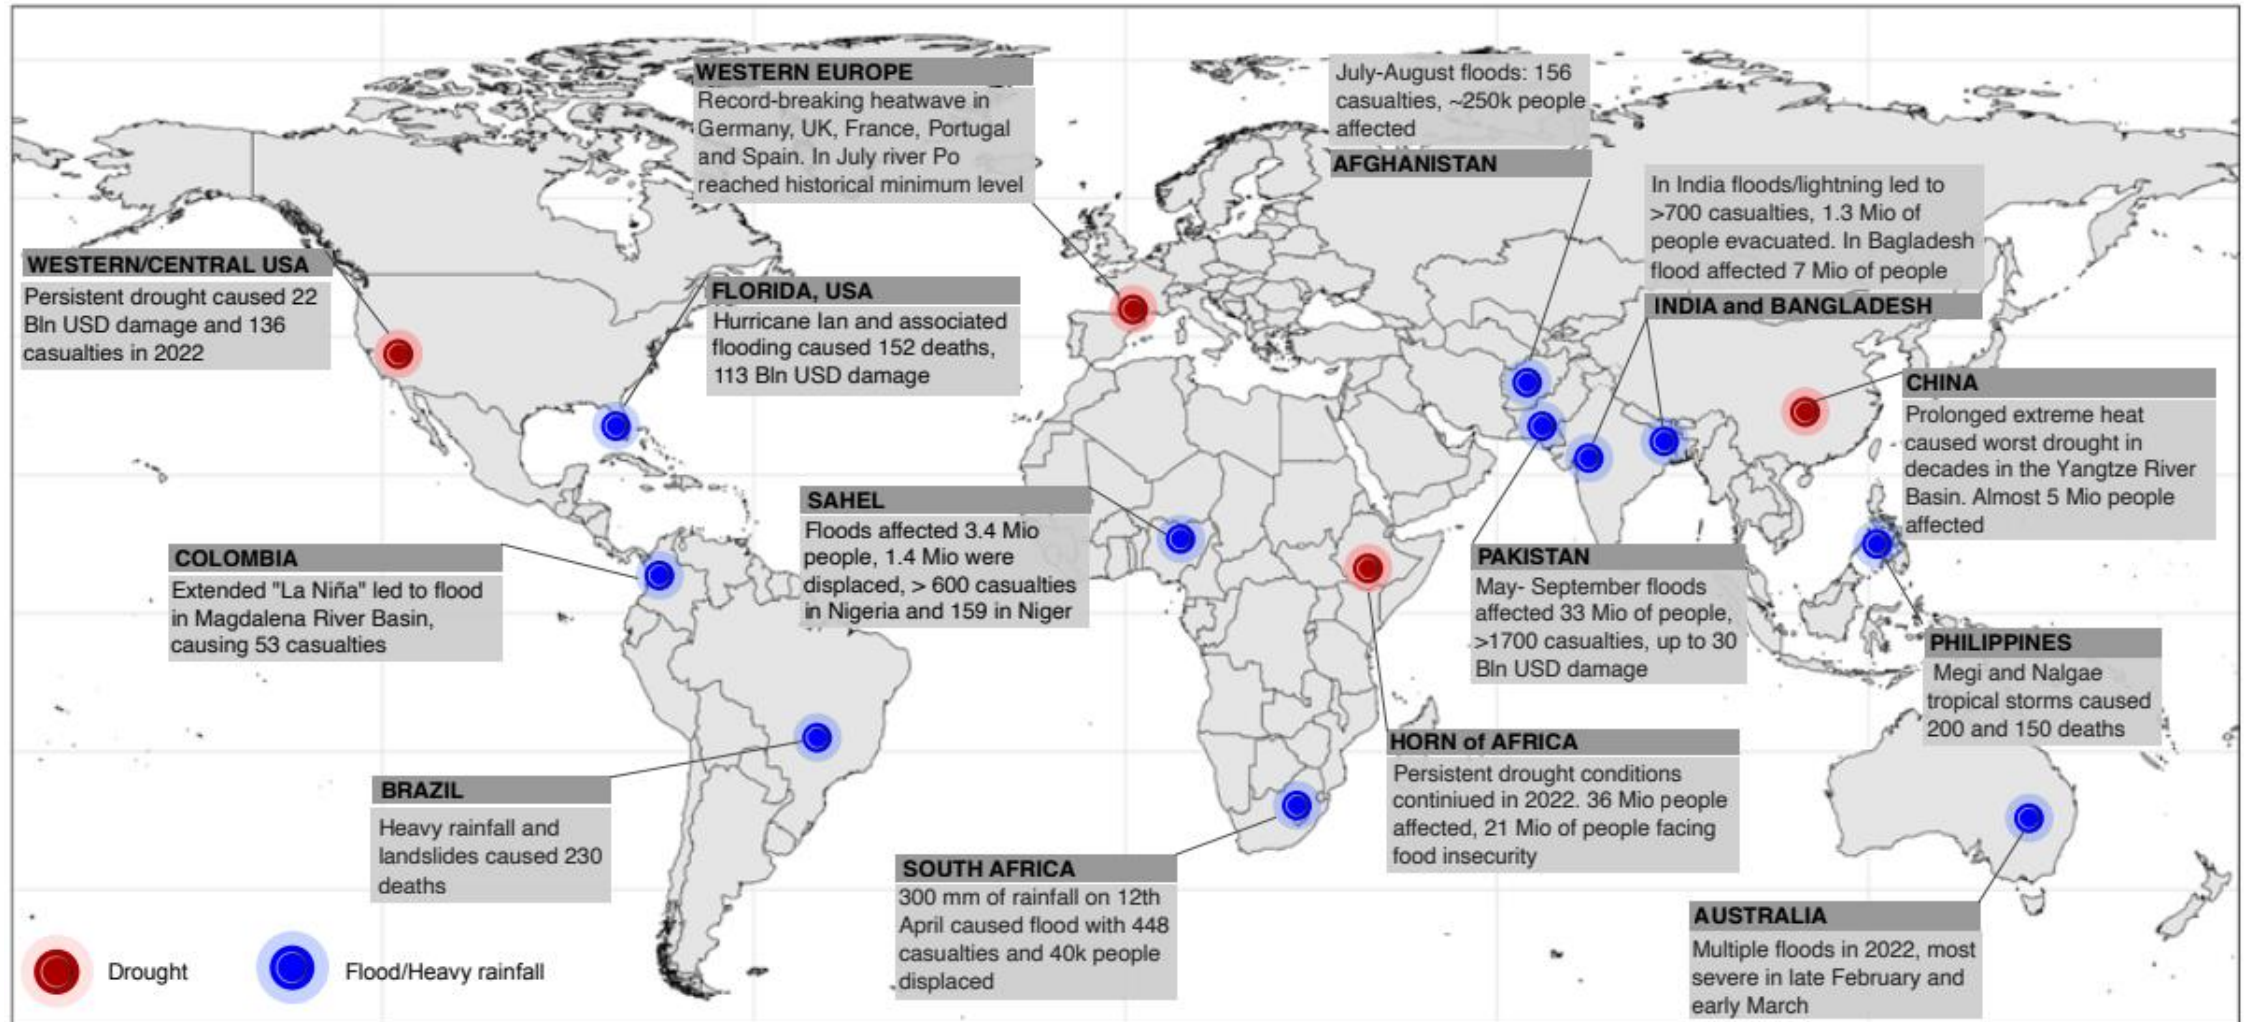 WESTERN EUROPE
Record-breaking heatwave in
Germany, UK, France, Portugal
and Spain. In July river Po
reached historical minimum level
July-August floods: 156
casualties, ~250k people
affected
AFGHANISTAN
In India floods/lightning led to
>700 casualties, 1.3 Mio of
people evacuated. In Bagladesh
flood affected 7 Mio of people
INDIA and BANGLADESH
WESTERN/CENTRAL USA
Persistent drought caused 22
Bln USD damage and 136
casualties in 2022
FLORIDA, USA
Hurricane Ian and associated
flooding caused 152 deaths,
113 Bln USD damage
CHINA
Prolonged extreme heat
caused worst drought in
decades in the Yangtze River
Basin. Almost 5 Mio people
affected
SAHEL
Floods affected 3.4 Mio
people, 1.4 Mio were
displaced, > 600 casualties
in Nigeria and 159 in Niger
COLOMBIA
Extended "La Niña" led to flood
in Magdalena River Basin,
causing 53 casualties
PAKISTAN
May- September floods
affected 33 Mio of people,
>1700 casualties, up to 30
Bln USD damage
PHILIPPINES
Megi and Nalgae
tropical storms caused
200 and 150 deaths
HORN of AFRICA
Persistent drought conditions
continiued in 2022. 36 Mio people
affected, 21 Mio of people facing
food insecurity
BRAZIL
Heavy rainfall and
landslides caused 230
deaths
SOUTH AFRICA
300 mm of rainfall on 12th
April caused flood with 448
casualties and 40k people
displaced
AUSTRALIA
Multiple floods in 2022, most
severe in late February and
early March
Drought
Flood/Heavy rainfall